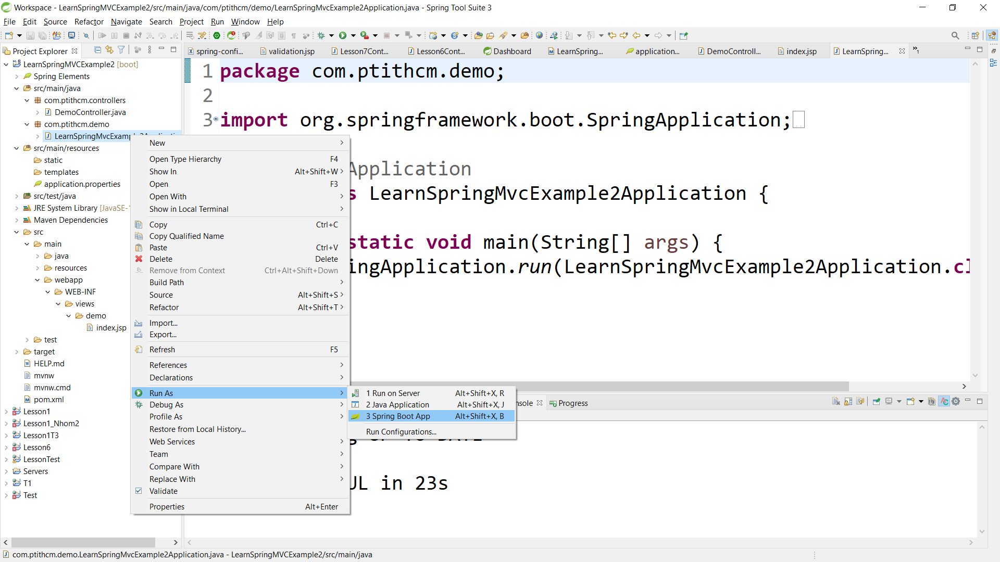 Workspace - LearnSpringMVCExample2/src/main/java/com/ptithcm/demo/LearnSpringMvcExample2Application.java - Spring Tool Suite 3
File Edit Source Refactor Navigate Search Project Run Window Help
Project Explorer
spring-confi... validation.jsp Lesson7Cont... Lesson6Cont... Dashboard LearnSpring... application... DemoControll... index.jsp LearnSpring... »1
LearnSpringMVCExample2 [boot]
Spring Elements
src/main/java
com.ptithcm.controllers
DemoController.java
com.ptithcm.demo
LearnSpringMvcExample2Applicati
src/main/resources
static
templates
application.properties
src/test/java
JRE System Library [JavaSE-1
Maven Dependencies
src
main
java
resources
webapp
WEB-INF
views
demo
index.jsp
test
target
HELP.md
mvnw
mvnw.cmd
pom.xml
Lesson1
Lesson1_Nhom2
Lesson1T3
Lesson6
LessonTest
Servers
T1
Test
1 package com.ptithcm.demo;
2
3 import org.springframework.boot.SpringApplication;
Application
s LearnSpringMvcExample2Application {
static void main(String[] args) {
ingApplication.run(LearnSpringMvcExample2Application.cl
New
Open Type Hierarchy F4
Show In Alt+Shift+W
Open F3
Open With
Show in Local Terminal
Copy Ctrl+C
Copy Qualified Name
Paste Ctrl+V
Delete Delete
Remove from Context Ctrl+Alt+Shift+Down
Build Path
Source Alt+Shift+S
Refactor Alt+Shift+T
Import...
Export...
Refresh F5
References
Declarations
Run As
Debug As
Profile As
Restore from Local History...
Web Services
Team
Compare With
Replace With
Validate
Properties Alt+Enter
1 Run on Server Alt+Shift+X, R
2 Java Application Alt+Shift+X, J
3 Spring Boot App Alt+Shift+X, B
Run Configurations...
nsole Progress
UL in 23s
com.ptithcm.demo.LearnSpringMvcExample2Application.java - LearnSpringMVCExample2/src/main/java